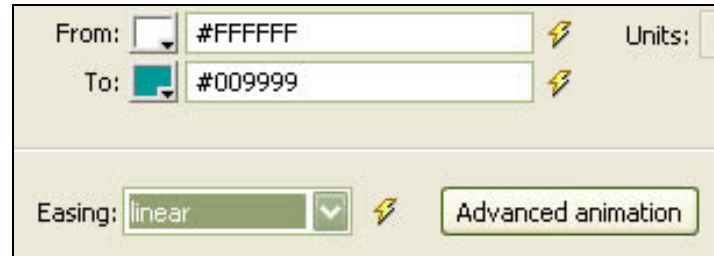 From: #FFFFFF Units:
To: #009999
Easing: linear Advanced animation